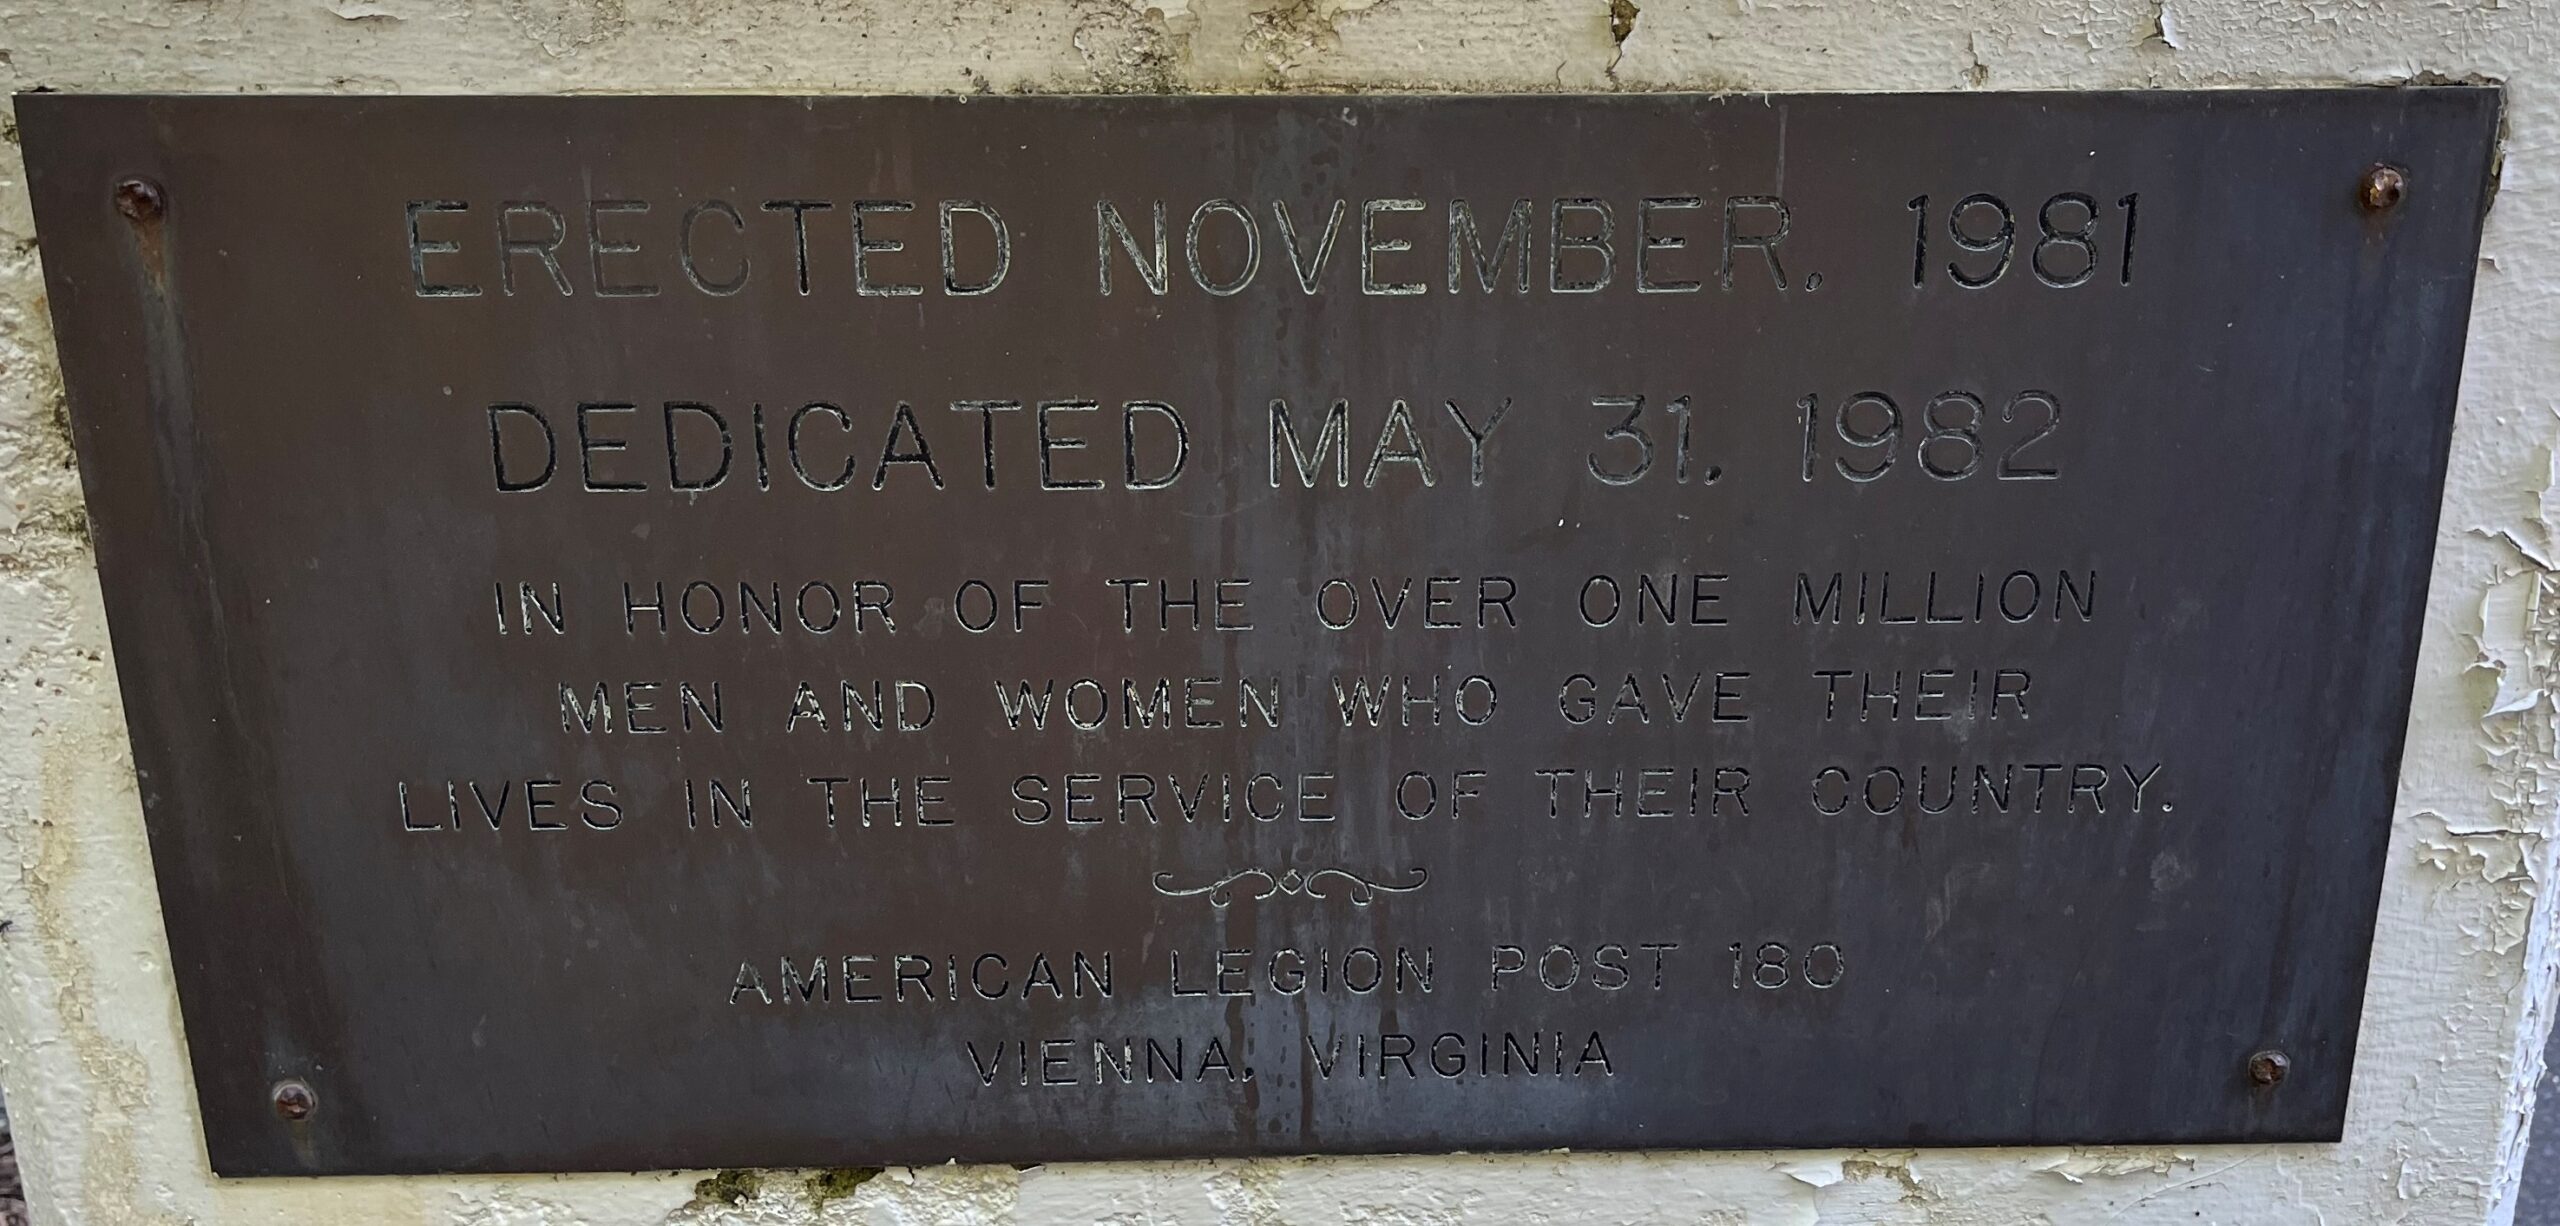 ERECTED NOVEMBER, 1981
DEDICATED MAY 31, 1982
IN HONOR OF THE OVER ONE MILLION
MEN AND WOMEN WHO GAVE THEIR
LIVES IN THE SERVICE OF THEIR COUNTRY.
AMERICAN LEGION POST 180
VIENNA, VIRGINIA